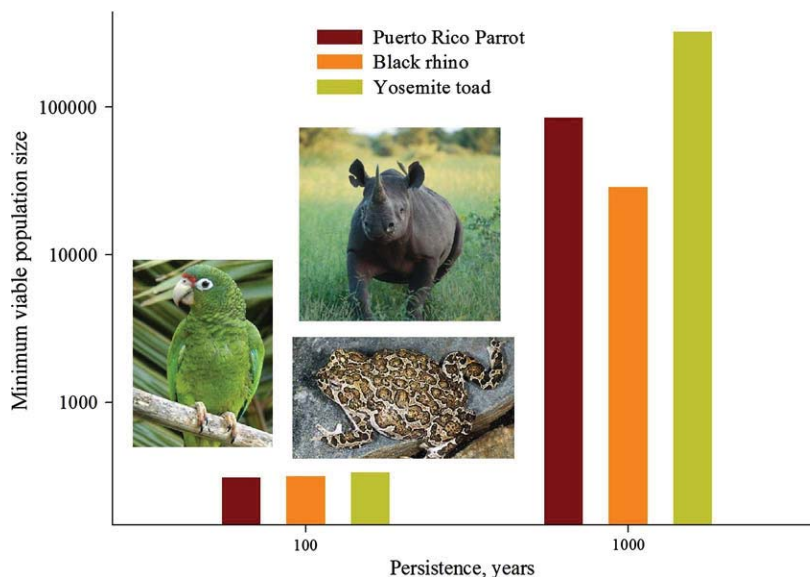 Puerto Rico Parrot
Black rhino
Yosemite toad
100000
10000
1000
Minimum viable population size
100
1000
Persistence, years